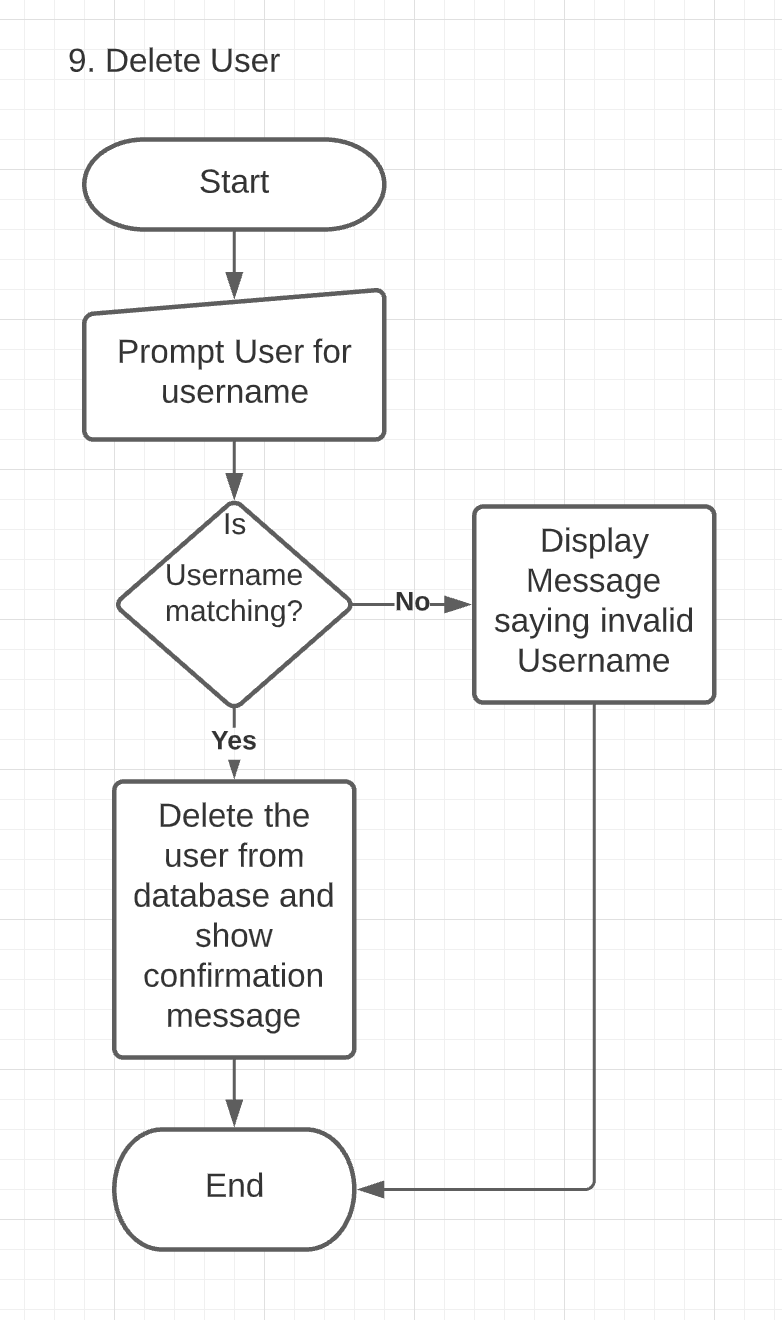 9. Delete User
Start
Prompt User for
username
Is
Username
matching?
No
Display
Message
saying invalid
Username
Yes
Delete the
user from
database and
show
confirmation
message
End